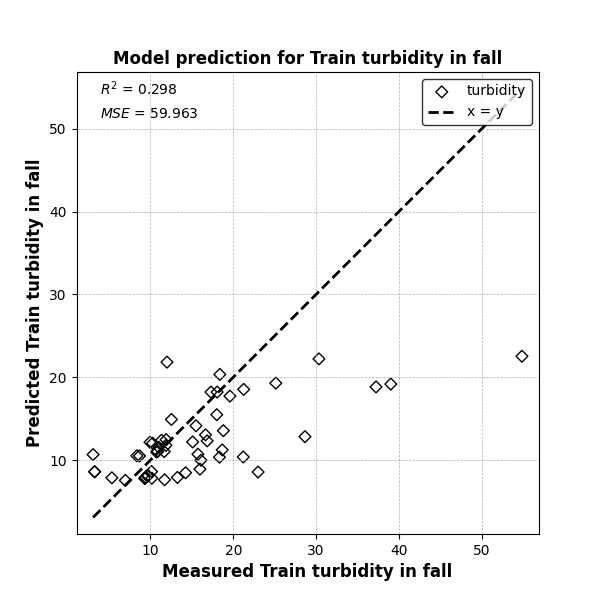 Model prediction for Train turbidity in fall
R² = 0.298
MSE = 59.963
turbidity
x = y
50
40
30
20
10
10 20 30 40 50
Predicted Train turbidity in fall
Measured Train turbidity in fall